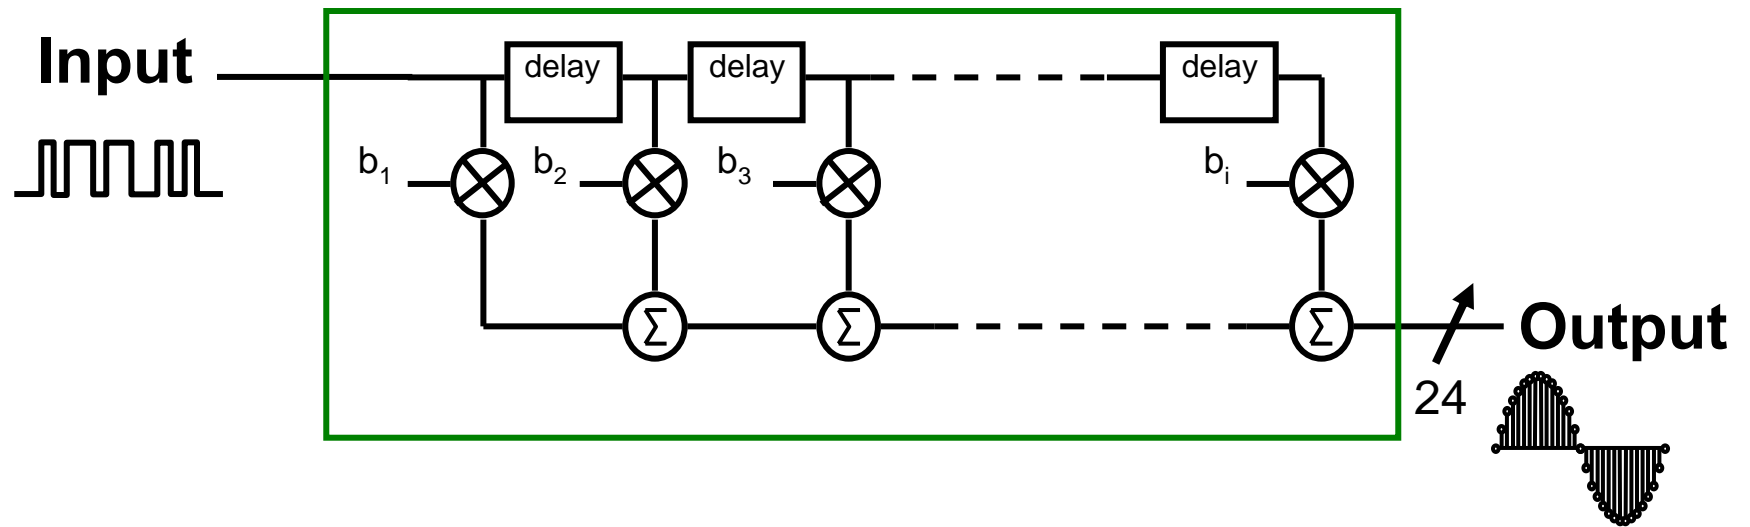 Input
delay delay delay
b₁ b₂ b₃ bᵢ
Σ Σ Σ
Output
24